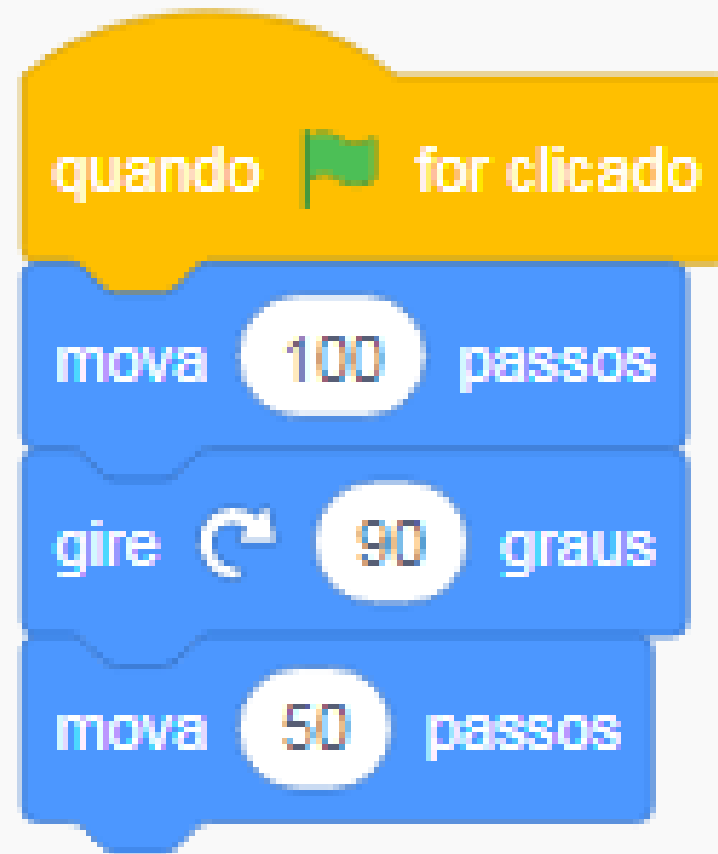 quando for clicado
mova 100 passos
gire 90 graus
mova 50 passos